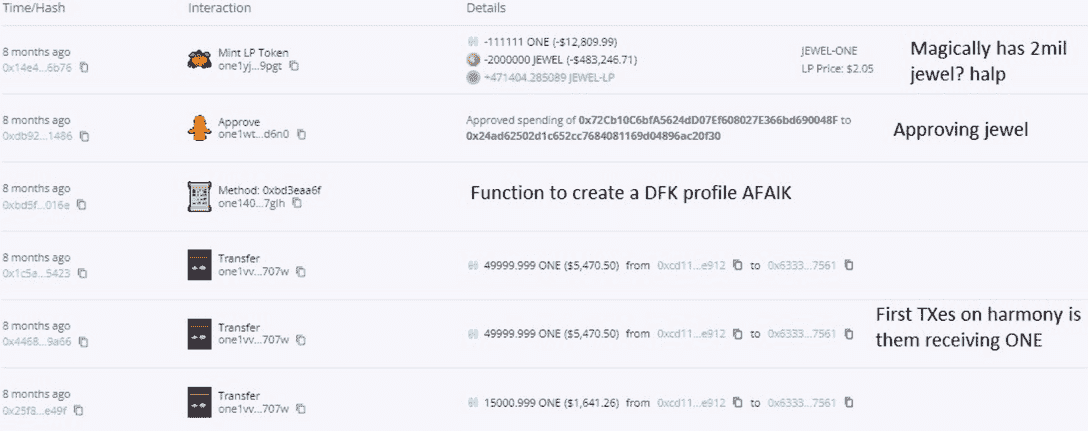 Time/Hash Interaction Details
8 months ago
0x14e4...6b76
Mint LP Token
one1yj...9pgt
-111111 ONE (-$12,809.99)
-2000000 JEWEL (-$483,246.71)
+471404.285089 JEWEL-LP
JEWEL-ONE
LP Price: $2.05
Magically has 2mil
jewel? halp
8 months ago
0xdb92...1486
Approve
one1wt...d6n0
Approved spending of 0x72Cb10C6bfA5624dD07Ef608027E366bd690048F to
0x24ad62502d1c652cc7684081169d04896ac20f30
Approving jewel
8 months ago
0xbd5f...016e
Method: 0xbd3eaa6f
one140...7glh
Function to create a DFK profile AFAIK
8 months ago
0x1c5a...5423
Transfer
one1vv...707w
49999.999 ONE ($5,470.50) from 0xcd11...e912 to 0x6333...7561
8 months ago
0x4468...9a66
Transfer
one1vv...707w
49999.999 ONE ($5,470.50) from 0xcd11...e912 to 0x6333...7561
First TXes on harmony is
them receiving ONE
8 months ago
0x25f8...e49f
Transfer
one1vv...707w
15000.999 ONE ($1,641.26) from 0xcd11...e912 to 0x6333...7561